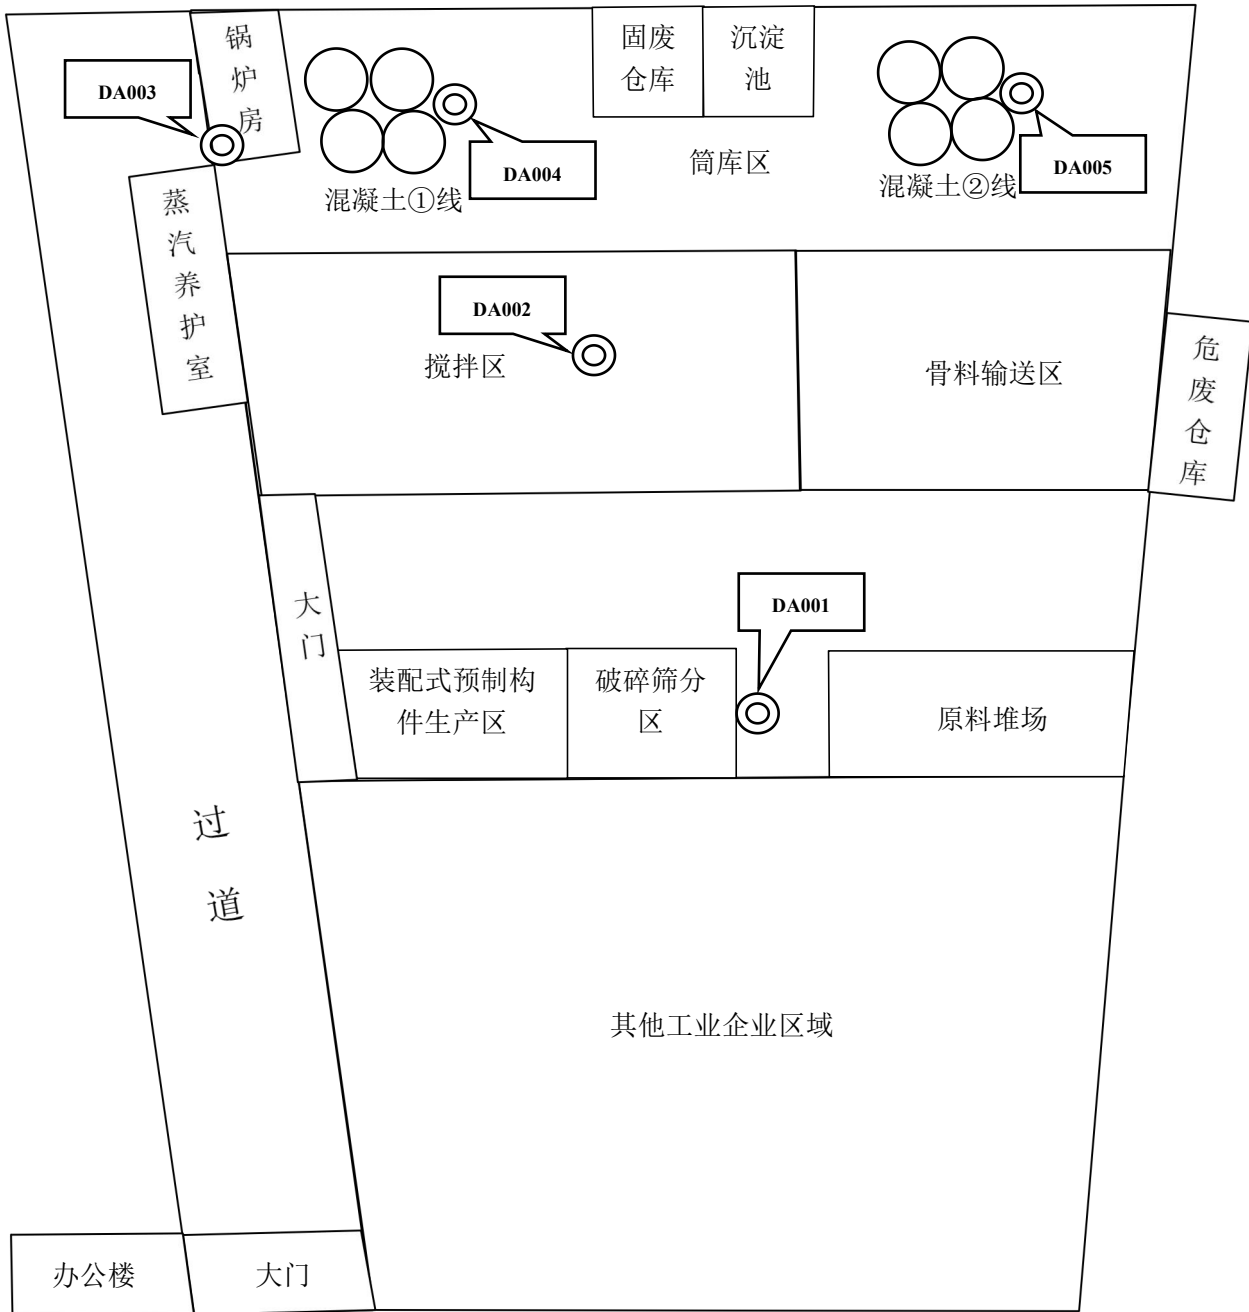 锅炉房
固废
仓库
沉淀
池
DA003
DA004
DA005
筒库区
混凝土①线
混凝土②线
蒸汽养护室
DA002
搅拌区
骨料输送区
危废仓库
大门
DA001
装配式预制构
件生产区
破碎筛分
区
原料堆场
过道
其他工业企业区域
办公楼
大门